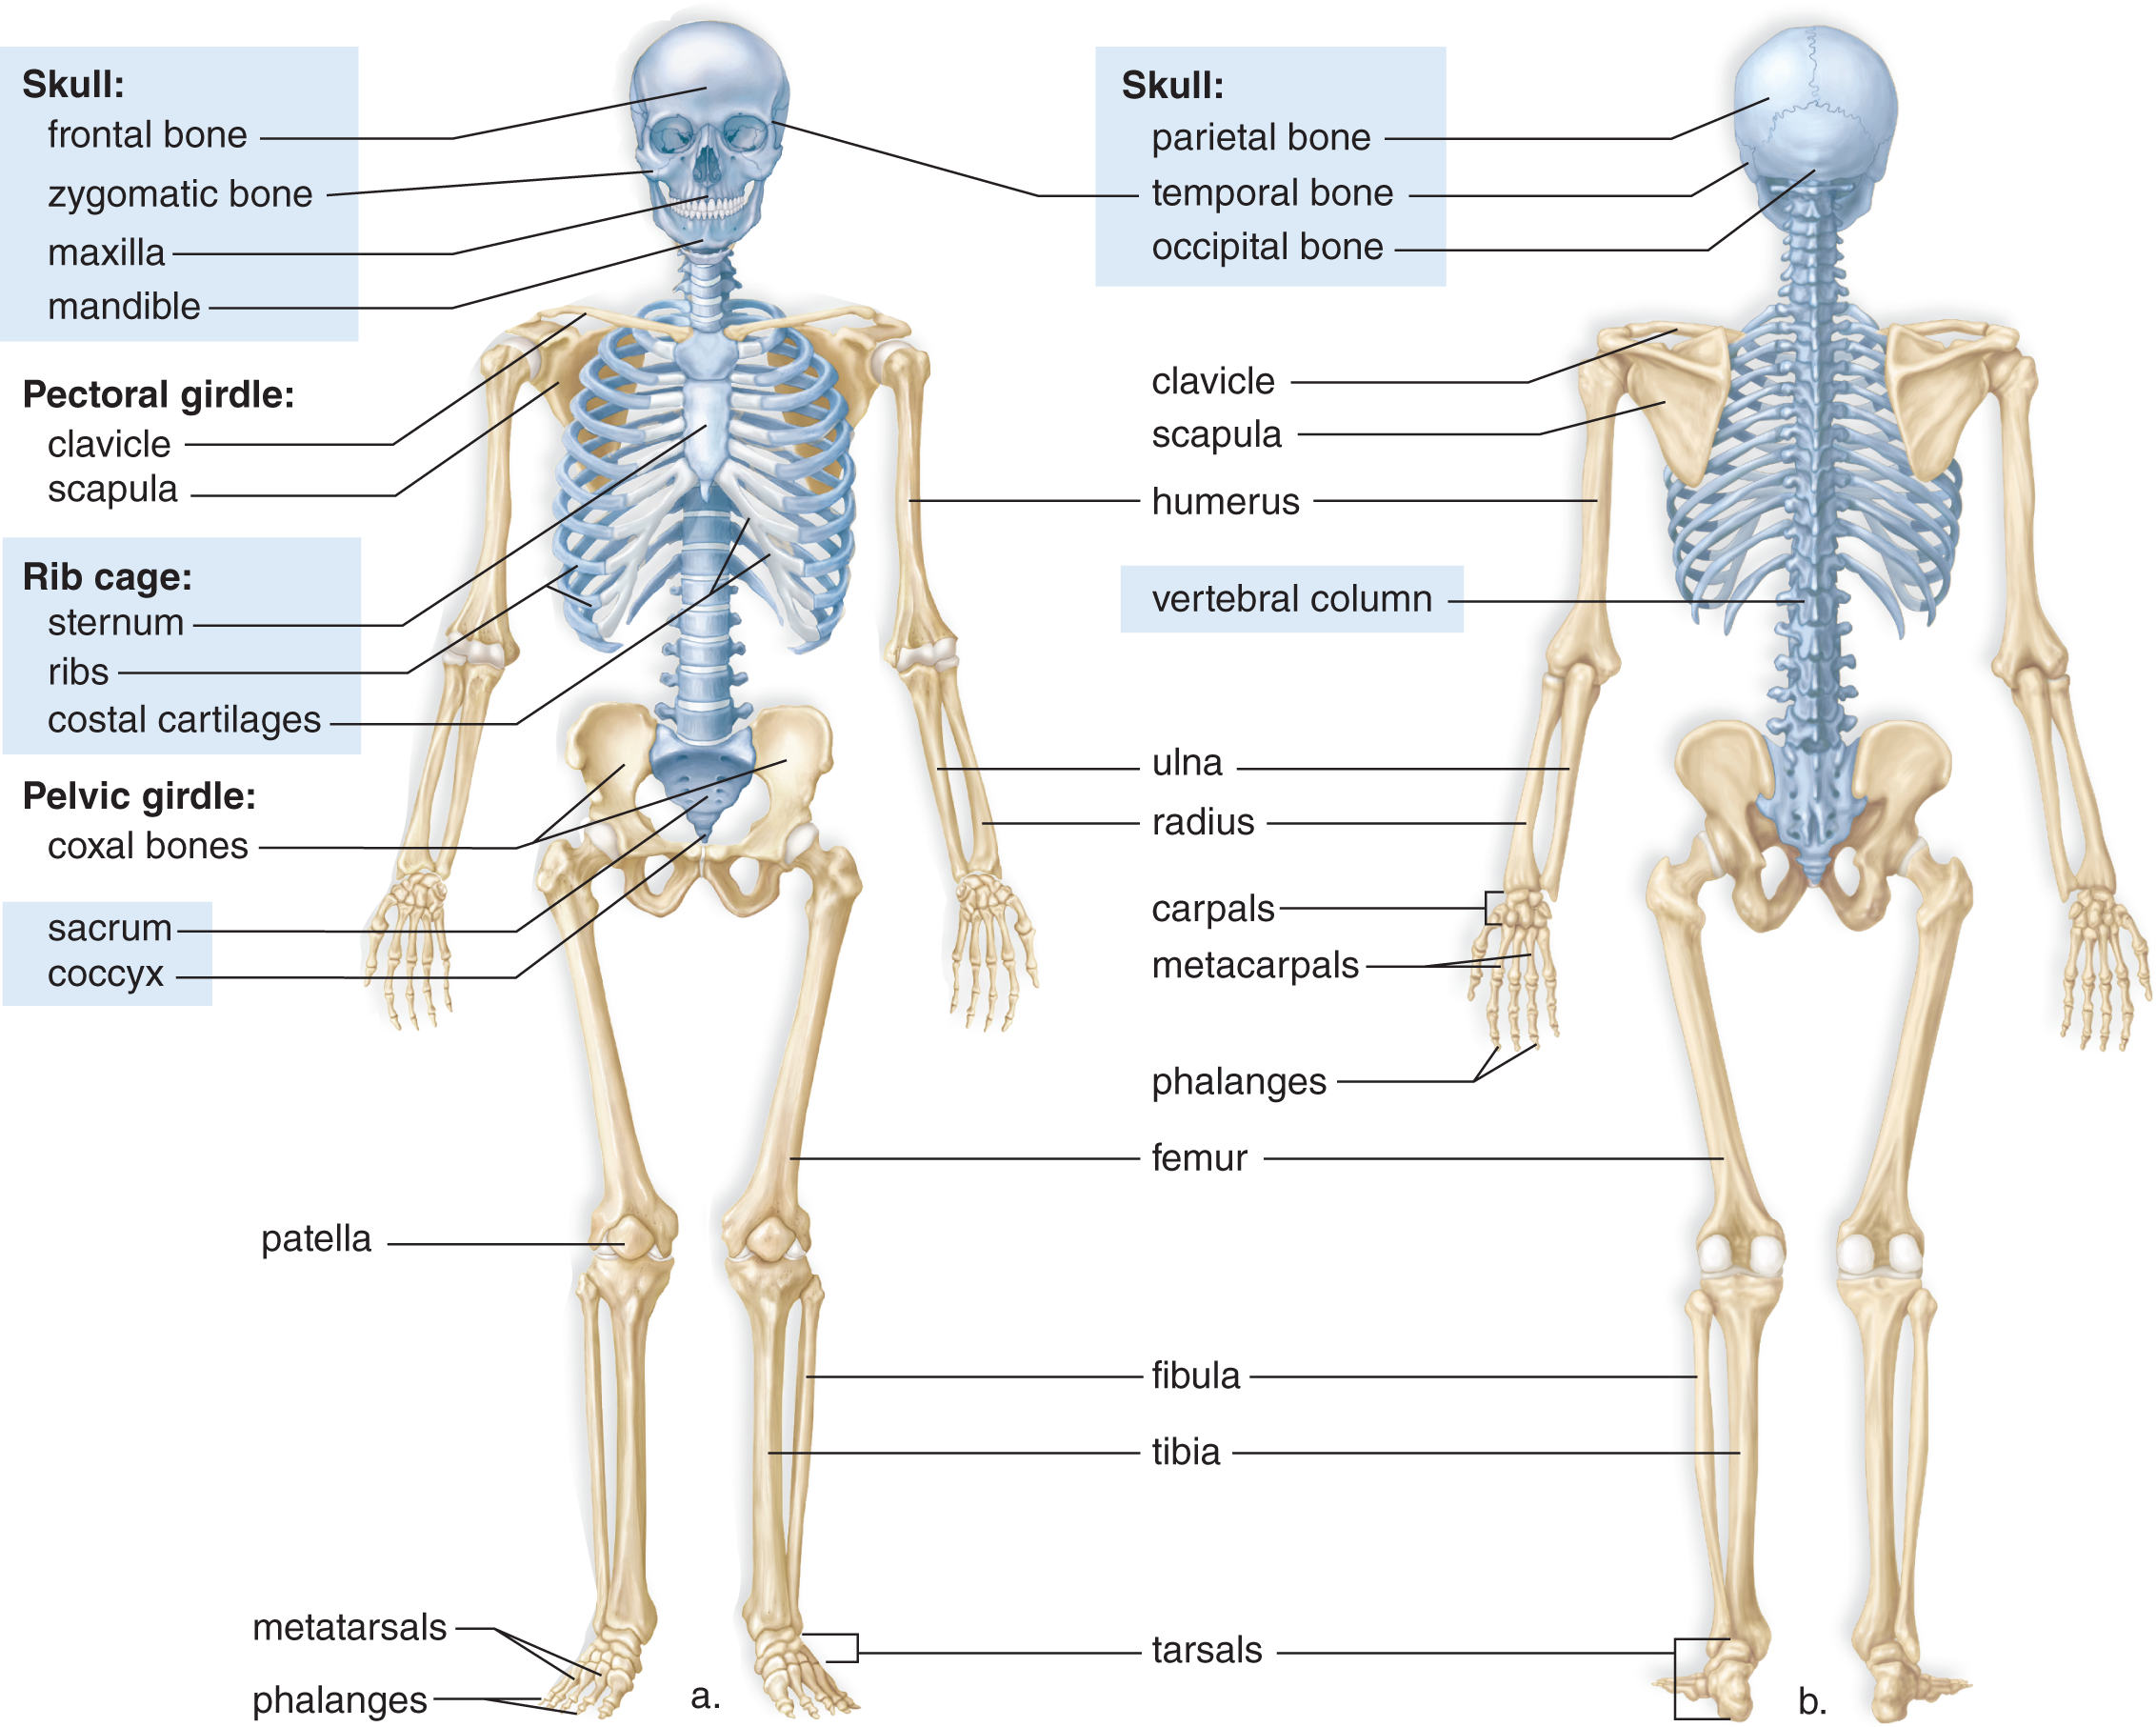 Skull:
frontal bone
zygomatic bone
maxilla
mandible
Pectoral girdle:
clavicle
scapula
Rib cage:
sternum
ribs
costal cartilages
Pelvic girdle:
coxal bones
sacrum
coccyx
patella
metatarsals
phalanges
a.
Skull:
parietal bone
temporal bone
occipital bone
clavicle
scapula
humerus
vertebral column
ulna
radius
carpals
metacarpals
phalanges
femur
fibula
tibia
tarsals
b.